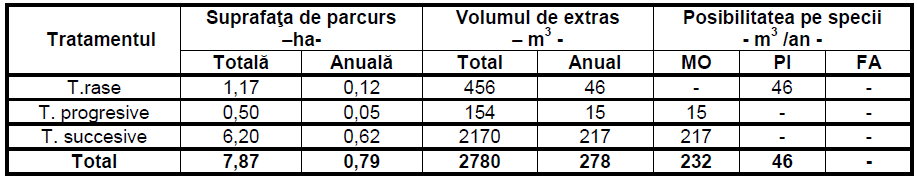 Tratamentul Suprafaţa de parcurs –ha- Volumul de extras – m³ - Posibilitatea pe specii - m³ /an -
Totală Anuală Total Anual MO PI FA
T.rase 1,17 0,12 456 46 - 46 -
T. progresive 0,50 0,05 154 15 15 - -
T. succesive 6,20 0,62 2170 217 217 - -
Total 7,87 0,79 2780 278 232 46 -